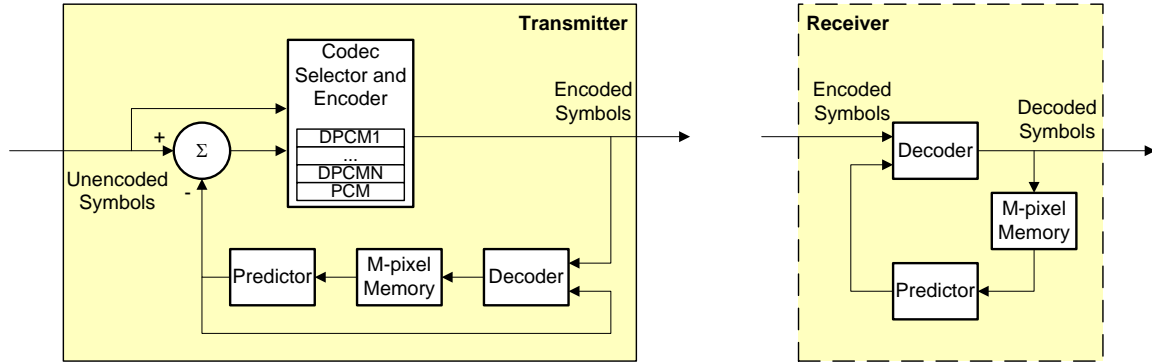 Transmitter
Codec
Selector and
Encoder
DPCM1
...
DPCMN
PCM
Encoded
Symbols
+
Σ
-
Unencoded
Symbols
Predictor
M-pixel
Memory
Decoder
Receiver
Encoded
Symbols
Decoder
Decoded
Symbols
M-pixel
Memory
Predictor